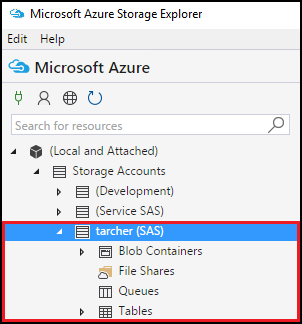 Microsoft Azure Storage Explorer
Edit Help
Microsoft Azure
Search for resources
(Local and Attached)
Storage Accounts
(Development)
(Service SAS)
tarcher (SAS)
Blob Containers
File Shares
Queues
Tables